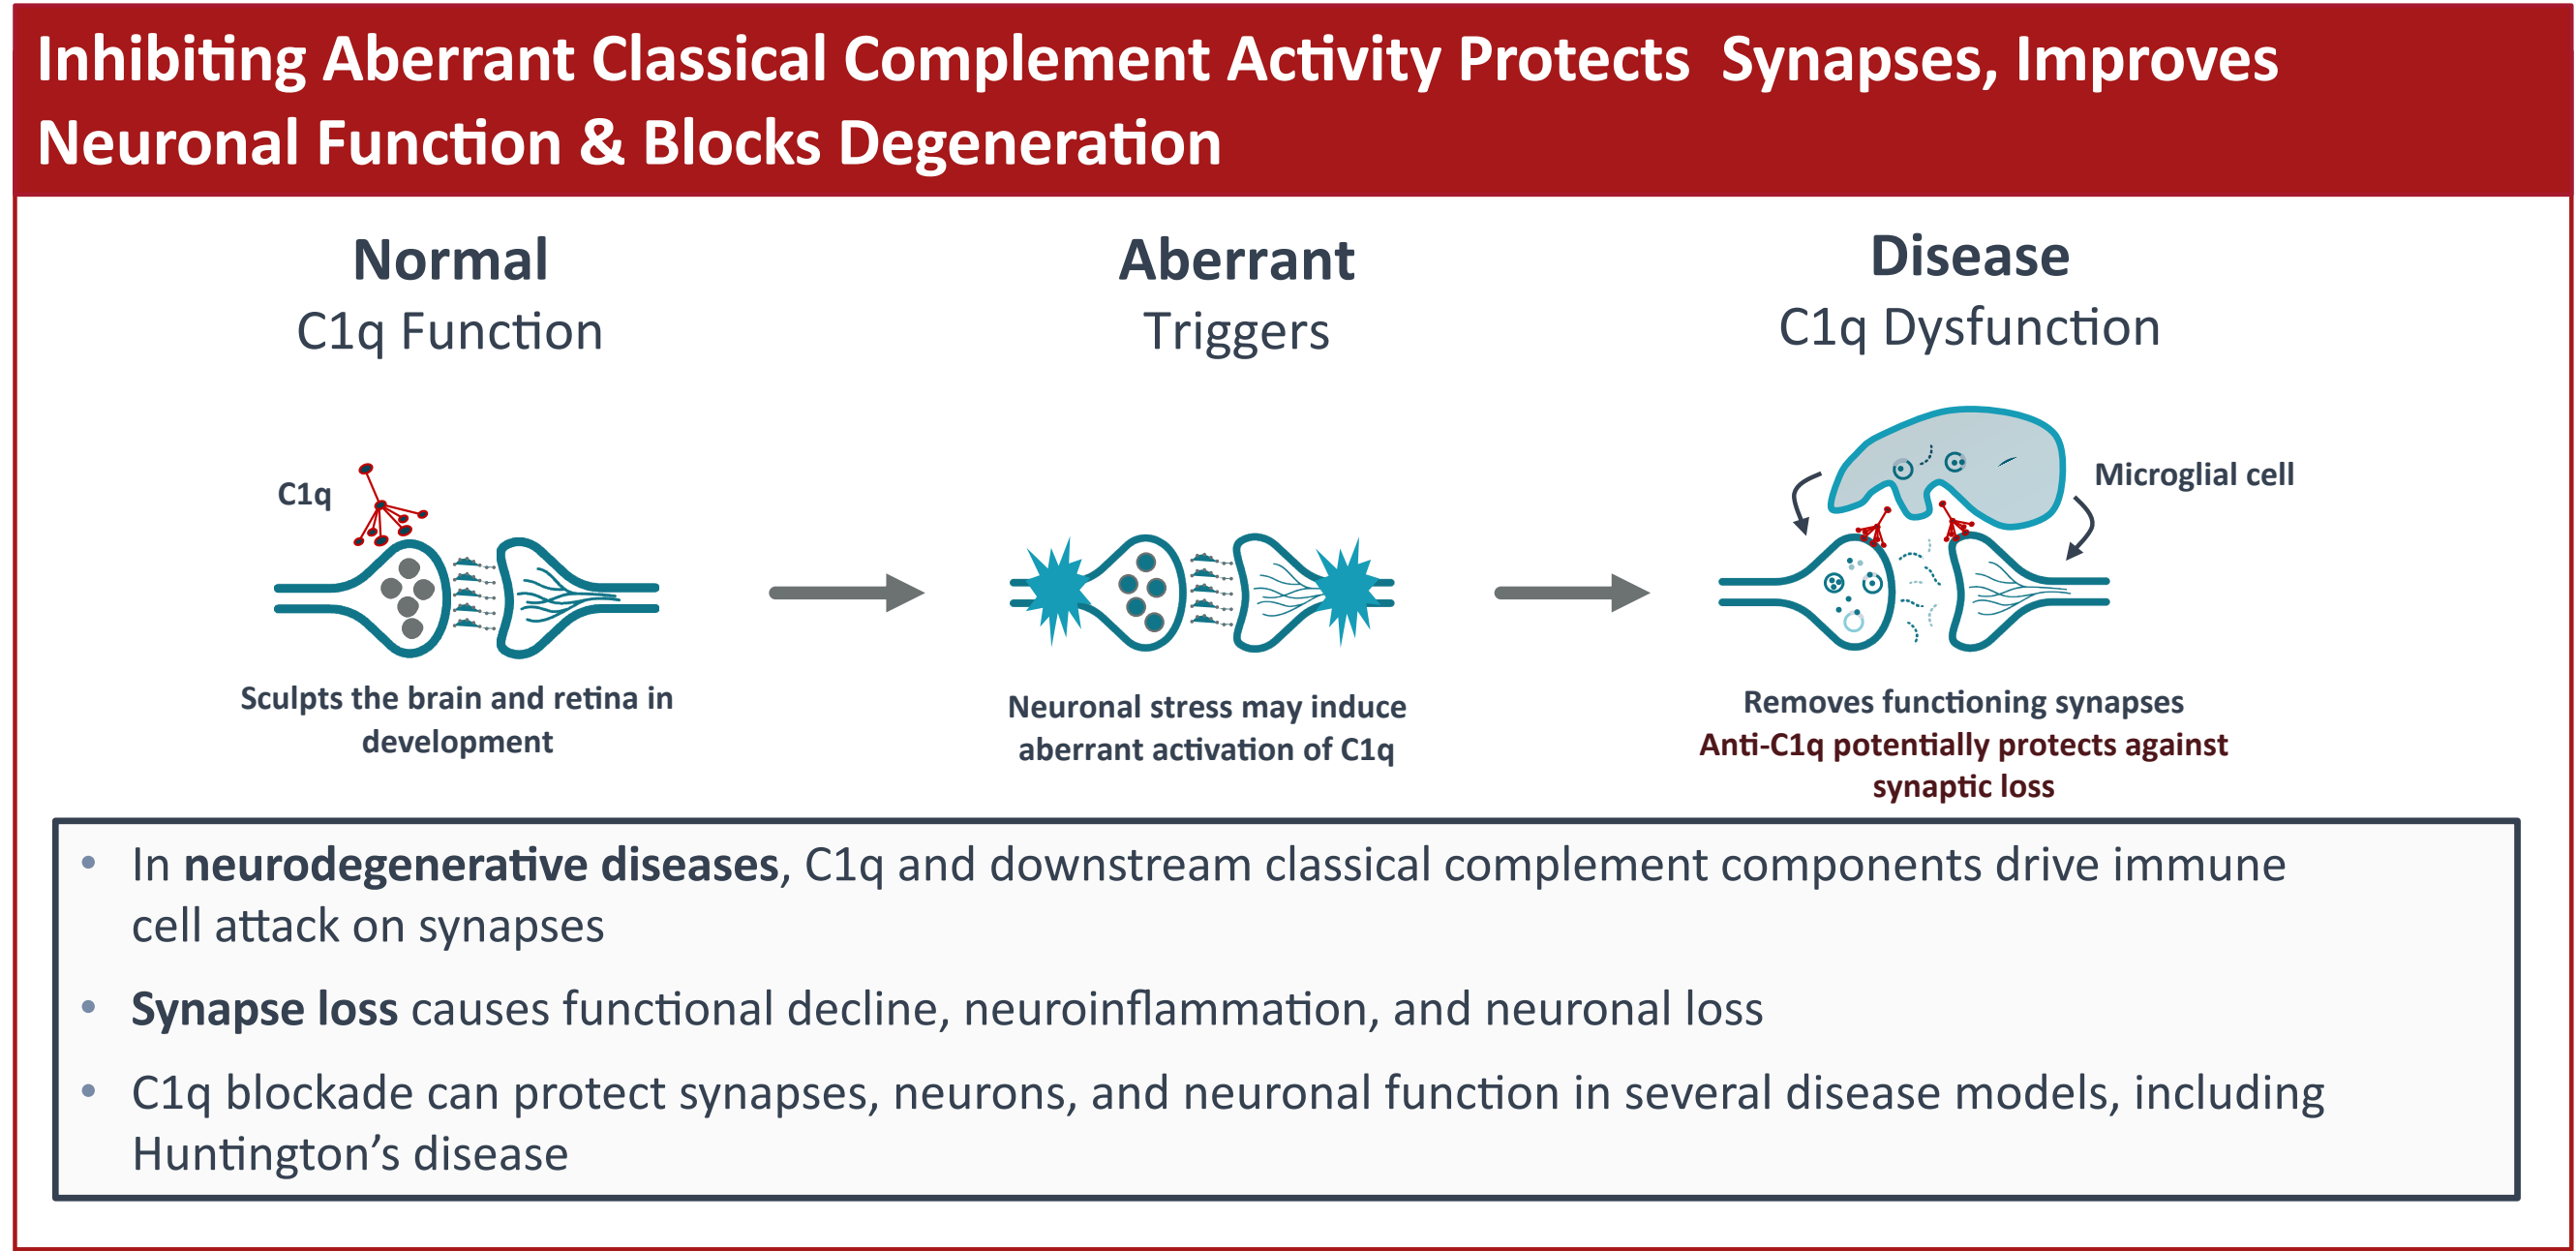 Inhibiting Aberrant Classical Complement Activity Protects  Synapses, Improves
Neuronal Function & Blocks Degeneration
Normal
C1q Function
Aberrant
Triggers
Disease
C1q Dysfunction
C1q
Microglial cell
Sculpts the brain and retina in
development
Neuronal stress may induce
aberrant activation of C1q
Removes functioning synapses
Anti-C1q potentially protects against
synaptic loss
• In neurodegenerative diseases, C1q and downstream classical complement components drive immune
cell attack on synapses
• Synapse loss causes functional decline, neuroinflammation, and neuronal loss
• C1q blockade can protect synapses, neurons, and neuronal function in several disease models, including
Huntington’s disease